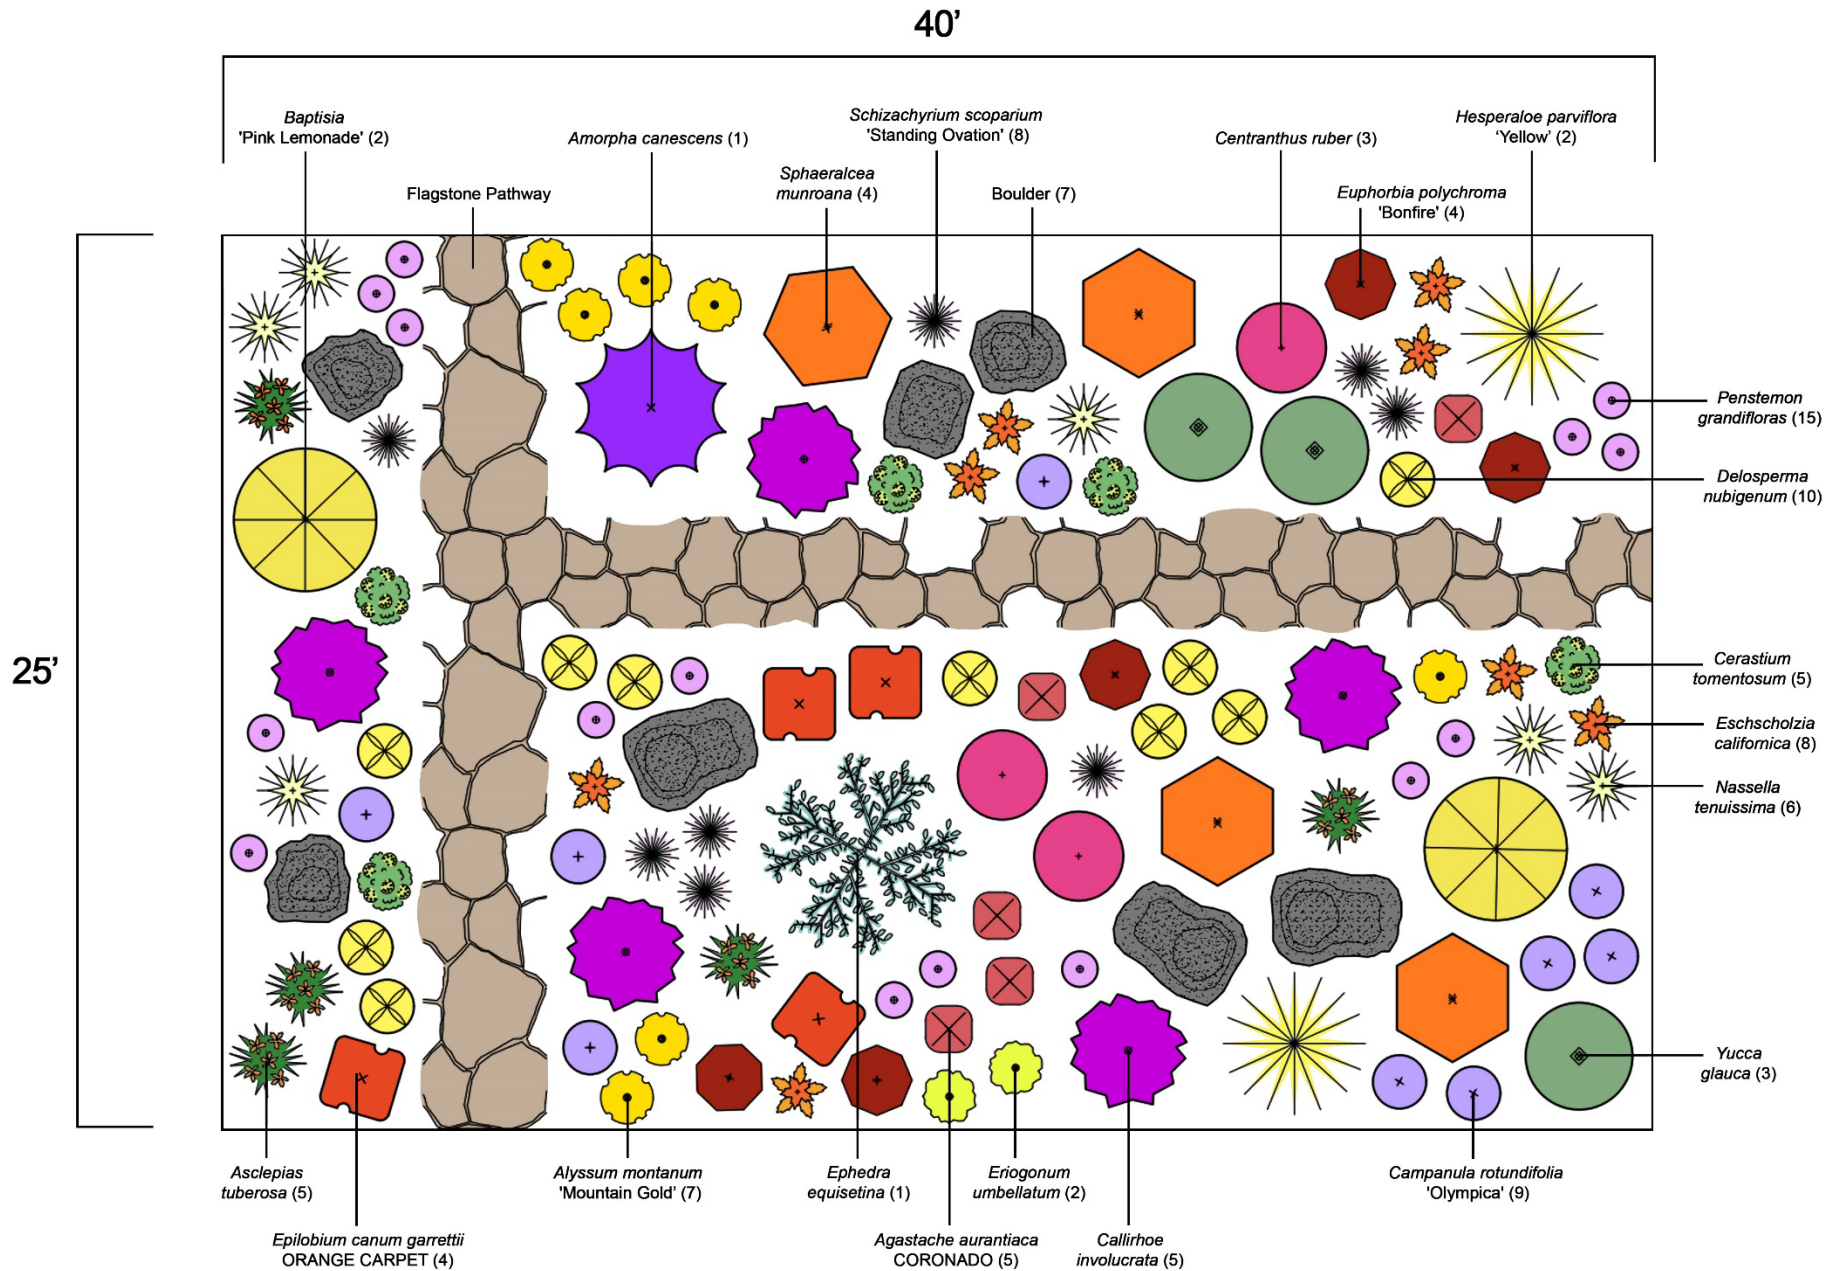 40’
Baptisia
'Pink Lemonade' (2)
Flagstone Pathway
Amorpha canescens (1)
Sphaeralcea
munroana (4)
Schizachyrium scoparium
'Standing Ovation' (8)
Boulder (7)
Centranthus ruber (3)
Euphorbia polychroma
'Bonfire' (4)
Hesperaloe parviflora
‘Yellow’ (2)
25’
Penstemon
grandifloras (15)
Delosperma
nubigenum (10)
Cerastium
tomentosum (5)
Eschscholzia
californica (8)
Nassella
tenuissima (6)
Yucca
glauca (3)
Asclepias
tuberosa (5)
Epilobium canum garrettii
ORANGE CARPET (4)
Alyssum montanum
'Mountain Gold’ (7)
Ephedra
equisetina (1)
Agastache aurantiaca
CORONADO (5)
Eriogonum
umbellatum (2)
Callirhoe
involucrata (5)
Campanula rotundifolia
'Olympica' (9)